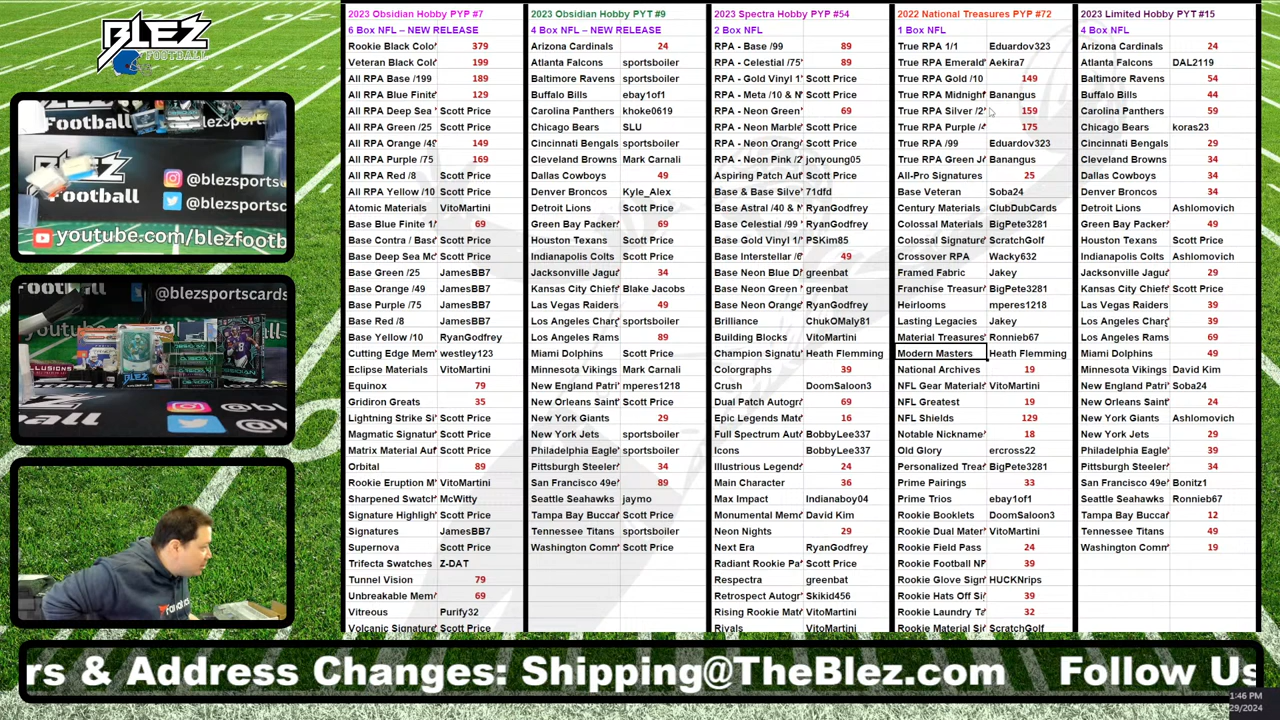 BLEZ
FOOTBALL
Football
@blezsports
@blezsportsc
youtube.com/blezfootb
@blezsportscards
2023 Obsidian Hobby PYP #7
6 Box NFL – NEW RELEASE
Rookie Black Colo 379
Veteran Black Col 199
All RPA Base /199 189
All RPA Blue Finite 129
All RPA Deep Sea Scott Price
All RPA Green /25 Scott Price
All RPA Orange /49 149
All RPA Purple /75 169
All RPA Red /8 Scott Price
All RPA Yellow /10 Scott Price
Atomic Materials VitoMartini
Base Blue Finite 1/ 69
Base Contra / Base Scott Price
Base Deep Sea Mo Scott Price
Base Green /25 JamesBB7
Base Orange /49 JamesBB7
Base Purple /75 JamesBB7
Base Red /8 JamesBB7
Base Yellow /10 RyanGodfrey
Cutting Edge Mem westley123
Eclipse Materials VitoMartini
Equinox 79
Gridiron Greats 35
Lightning Strike Si Scott Price
Magmatic Signatur Scott Price
Matrix Material Aut Scott Price
Orbital 89
Rookie Eruption M VitoMartini
Sharpened Swatch McWitty
Signature Highligh Scott Price
Signatures JamesBB7
Supernova Scott Price
Trifecta Swatches Z-DAT
Tunnel Vision 79
Unbreakable Mem 69
Vitreous Purify32
Volcanic Signature Scott Price
2023 Obsidian Hobby PYT #9
4 Box NFL – NEW RELEASE
Arizona Cardinals 24
Atlanta Falcons sportsboiler
Baltimore Ravens sportsboiler
Buffalo Bills ebay1of1
Carolina Panthers khoke0619
Chicago Bears SLU
Cincinnati Bengals sportsboiler
Cleveland Browns Mark Carnali
Dallas Cowboys 49
Denver Broncos Kyle_Alex
Detroit Lions Scott Price
Green Bay Packer 69
Houston Texans Scott Price
Indianapolis Colts Scott Price
Jacksonville Jagu 34
Kansas City Chief Blake Jacobs
Las Vegas Raiders 49
Los Angeles Charg sportsboiler
Los Angeles Rams 89
Miami Dolphins Scott Price
Minnesota Vikings Mark Carnali
New England Patri mperes1218
New Orleans Saint Scott Price
New York Giants 29
New York Jets sportsboiler
Philadelphia Eagle sportsboiler
Pittsburgh Steeler 34
San Francisco 49e 89
Seattle Seahawks jaymo
Tampa Bay Bucca Scott Price
Tennessee Titans sportsboiler
Washington Comm Scott Price
2023 Spectra Hobby PYP #54
2 Box NFL
RPA - Base /99 89
RPA - Celestial /75 89
RPA - Gold Vinyl 1 Scott Price
RPA - Meta /10 & N Scott Price
RPA - Neon Green 69
RPA - Neon Marble Scott Price
RPA - Neon Orang Scott Price
RPA - Neon Pink /2 jonyoung05
Aspiring Patch Aut Scott Price
Base & Base Silve 71dfd
Base Astral /40 & N RyanGodfrey
Base Celestial /99 RyanGodfrey
Base Gold Vinyl 1/ PSKim85
Base Interstellar /6 49
Base Neon Blue D greenbat
Base Neon Green greenbat
Base Neon Orange RyanGodfrey
Brilliance ChukOMaly81
Building Blocks VitoMartini
Champion Signatu Heath Flemming
Colorgraphs 39
Crush DoomSaloon3
Dual Patch Autogr 69
Epic Legends Mat 16
Full Spectrum Aut BobbyLee337
Icons BobbyLee337
Illustrious Legend 24
Main Character 36
Max Impact Indianaboy04
Monumental Mem David Kim
Neon Nights 29
Next Era RyanGodfrey
Radiant Rookie Pa Scott Price
Respectra greenbat
Retrospect Autogr Skikid456
Rising Rookie Mat VitoMartini
Rivals VitoMartini
2022 National Treasures PYP #72
1 Box NFL
True RPA 1/1 Eduardov323
True RPA Emerald Aekira7
True RPA Gold /10 149
True RPA Midnigh Banangus
True RPA Silver /2 159
True RPA Purple /4 175
True RPA /99 Eduardov323
True RPA Green J/ Banangus
All-Pro Signatures 25
Base Veteran Soba24
Century Materials ClubDubCards
Colossal Materials BigPete3281
Colossal Signature ScratchGolf
Crossover RPA Wacky632
Framed Fabric Jakey
Franchise Treasur BigPete3281
Heirlooms mperes1218
Lasting Legacies Jakey
Material Treasures Ronnieb67
Modern Masters Heath Flemming
National Archives 19
NFL Gear Material VitoMartini
NFL Greatest 19
NFL Shields 129
Notable Nickname 18
Old Glory ercross22
Personalized Trea BigPete3281
Prime Pairings 33
Prime Trios ebay1of1
Rookie Booklets DoomSaloon3
Rookie Dual Mater VitoMartini
Rookie Field Pass 24
Rookie Football NF 39
Rookie Glove Sign HUCKNrips
Rookie Hats Off Si 39
Rookie Laundry T 32
Rookie Material Si ScratchGolf
2023 Limited Hobby PYT #15
4 Box NFL
Arizona Cardinals 24
Atlanta Falcons DAL2119
Baltimore Ravens 54
Buffalo Bills 44
Carolina Panthers 59
Chicago Bears koras23
Cincinnati Bengals 29
Cleveland Browns 34
Dallas Cowboys 34
Denver Broncos 34
Detroit Lions Ashlomovich
Green Bay Packer 49
Houston Texans Scott Price
Indianapolis Colts Scott Price
Jacksonville Jagu 29
Kansas City Chief Scott Price
Las Vegas Raiders 39
Los Angeles Charg 39
Los Angeles Rams 69
Miami Dolphins 49
Minnesota Vikings David Kim
New England Patri Soba24
New Orleans Saint 24
New York Giants Ashlomovich
New York Jets 29
Philadelphia Eagle 39
Pittsburgh Steeler 34
San Francisco 49e Bonitz1
Seattle Seahawks Ronnieb67
Tampa Bay Buccar 12
Tennessee Titans 49
Washington Comm 19
rs & Address Changes: Shipping@TheBlez.com Follow Us
1:46 PM
29/2024